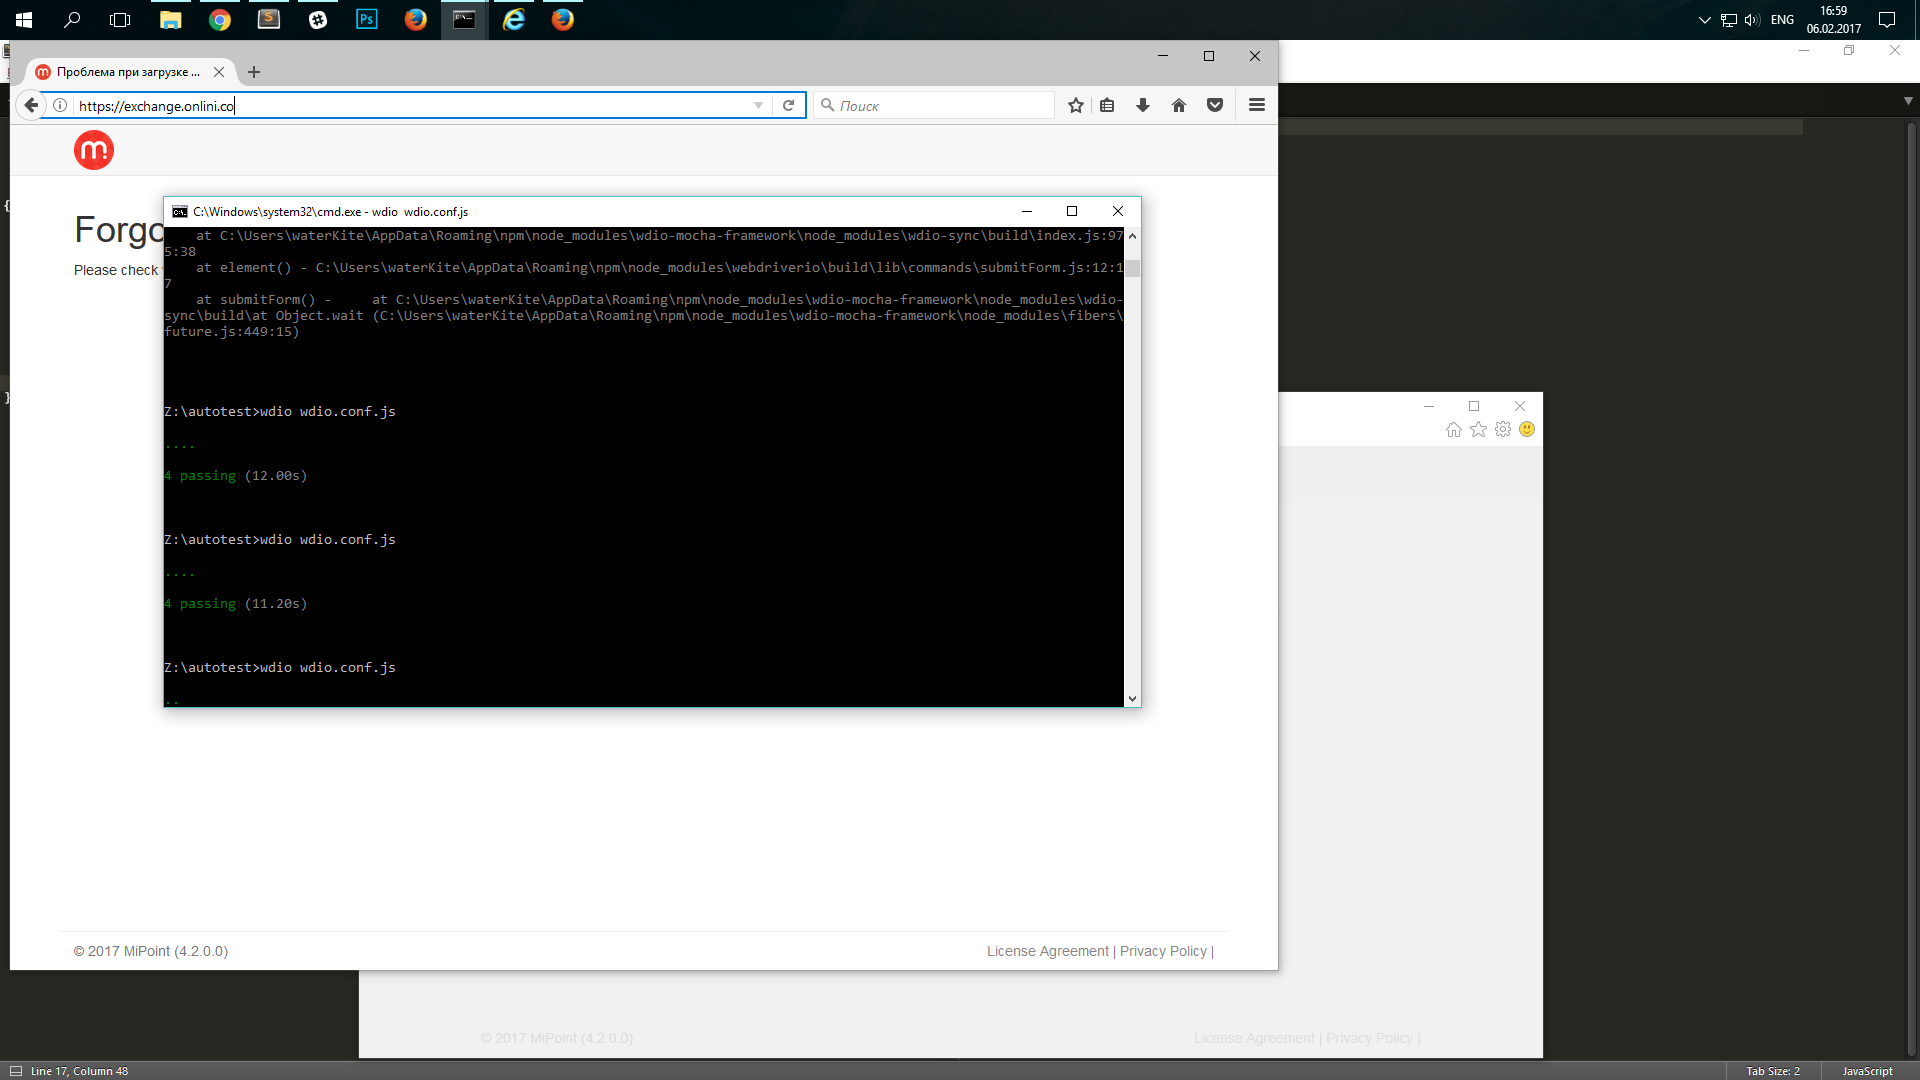 Ps
C:\_
ENG
16:59
06.02.2017
Проблема при загрузке ...
https://exchange.onlini.co
Поиск
m
Forgo
Please check
C:\Windows\system32\cmd.exe - wdio  wdio.conf.js
    at C:\Users\waterKite\AppData\Roaming\npm\node_modules\wdio-mocha-framework\node_modules\wdio-sync\build\index.js:97
5:38
    at element() - C:\Users\waterKite\AppData\Roaming\npm\node_modules\webdriverio\build\lib\commands\submitForm.js:12:1
7
    at submitForm() -     at C:\Users\waterKite\AppData\Roaming\npm\node_modules\wdio-mocha-framework\node_modules\wdio-
sync\build\at Object.wait (C:\Users\waterKite\AppData\Roaming\npm\node_modules\wdio-mocha-framework\node_modules\fibers\
future.js:449:15)
Z:\autotest>wdio wdio.conf.js
....
4 passing (12.00s)
Z:\autotest>wdio wdio.conf.js
....
4 passing (11.20s)
Z:\autotest>wdio wdio.conf.js
..
{
}
© 2017 MiPoint (4.2.0.0)
License Agreement | Privacy Policy |
© 2017 MiPoint (4.2.0.0)
License Agreement | Privacy Policy |
Line 17, Column 48
Tab Size: 2
JavaScript